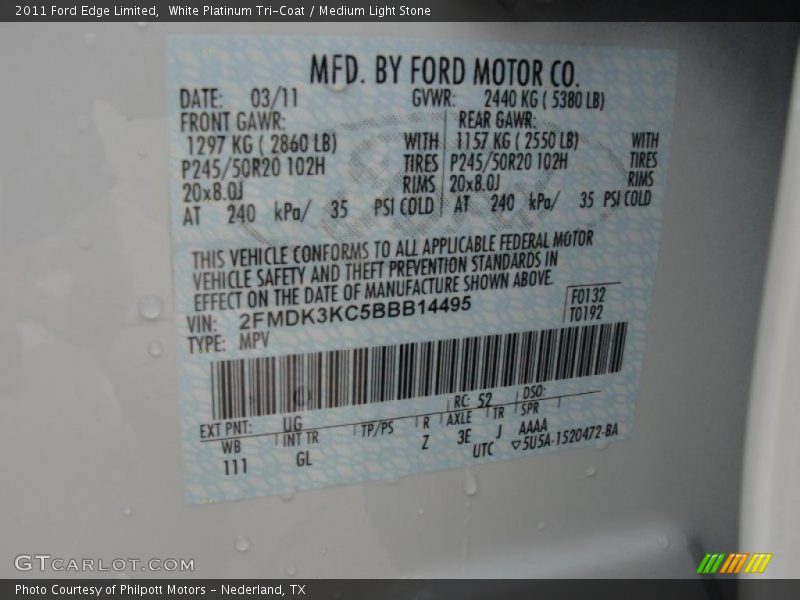 2011 Ford Edge Limited,  White Platinum Tri-Coat / Medium Light Stone
MFD. BY FORD MOTOR CO.
DATE: 03/11 GVWR: 2440 KG ( 5380 LB)
FRONT GAWR: REAR GAWR:
1297 KG ( 2860 LB) WITH 1157 KG ( 2550 LB) WITH
P245/50R20 102H TIRES P245/50R20 102H TIRES
20x8.0J RIMS 20x8.0J RIMS
AT 240 kPa/ 35 PSI COLD AT 240 kPa/ 35 PSI COLD
THIS VEHICLE CONFORMS TO ALL APPLICABLE FEDERAL MOTOR
VEHICLE SAFETY AND THEFT PREVENTION STANDARDS IN
EFFECT ON THE DATE OF MANUFACTURE SHOWN ABOVE.
VIN: 2FMDK3KC5BBB14495 F0132
TYPE: MPV T0192
EXT PNT: UG RC: 52 DSO:
WB INT TR TP/PS R AXLE TR SPR
111 GL Z 3E J AAAA
UTC ▽5U5A-1520472-BA
GTCARLOT.COM
Photo Courtesy of Philpott Motors - Nederland, TX